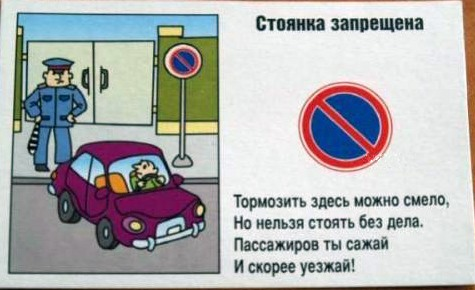 Стоянка запрещена
Тормозить здесь можно смело,
Но нельзя стоять без дела.
Пассажиров ты сажай
И скорее уезжай!